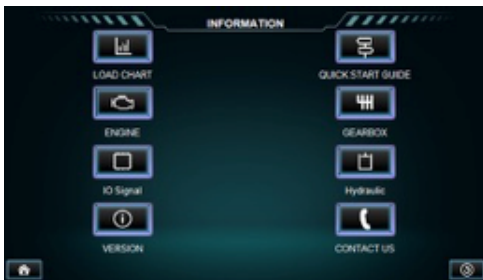 INFORMATION
LOAD CHART
QUICK START GUIDE
ENGINE
GEARBOX
IO Signal
Hydraulic
VERSION
CONTACT US